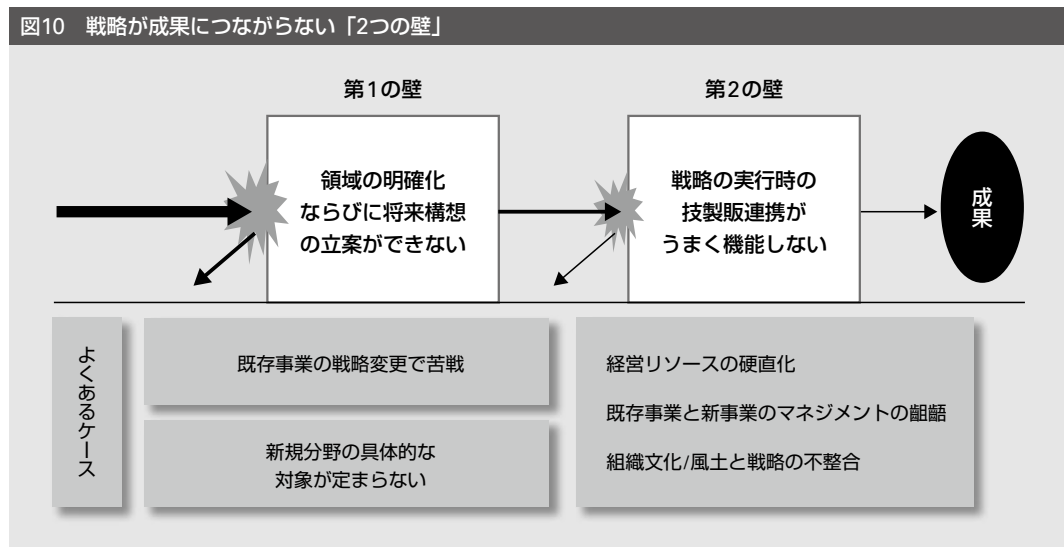 図10 戦略が成果につながらない「2つの壁」
第1の壁
領域の明確化
ならびに将来構想
の立案ができない
第2の壁
戦略の実行時の
技製販連携が
うまく機能しない
成果
よくあるケース
既存事業の戦略変更で苦戦
新規分野の具体的な
対象が定まらない
経営リソースの硬直化
既存事業と新事業のマネジメントの齟齬
組織文化/風土と戦略の不整合